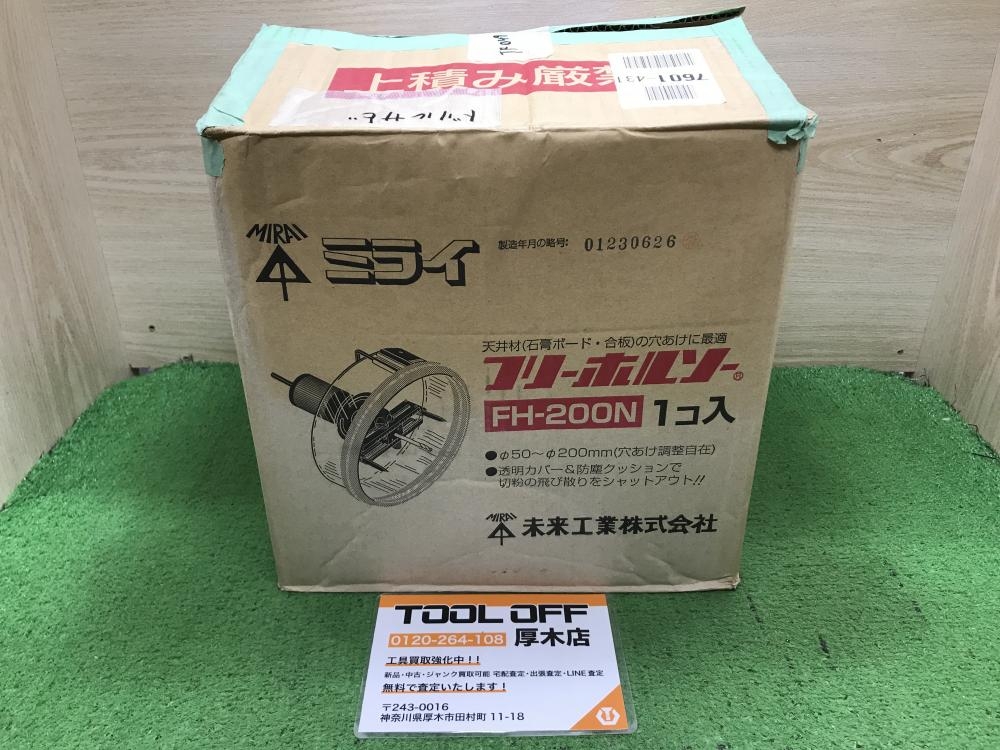 上積み厳禁
7601-431
ドリルサセ"
MIRAI
ミライ
製造年月の略号: 01230626
天井材(石膏ボード・合板)の穴あけに最適
フリーホルソー®
FH-200N 1コ入
●φ50～φ200mm(穴あけ調整自在)
●透明カバー&防塵クッションで
切粉の飛び散りをシャットアウト!!
MIRAI 未来工業株式会社
TOOL OFF
0120-264-108 厚木店
工具買取強化中!!
新品・中古・ジャンク買取可能 宅配査定・出張査定・LINE査定
無料で査定いたします!
〒243-0016
神奈川県厚木市田村町 11-18